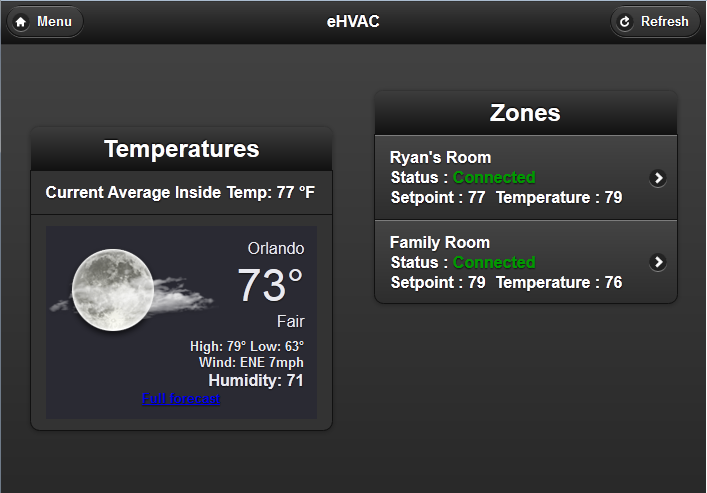 Menu
eHVAC
Refresh
Temperatures
Current Average Inside Temp: 77 °F
Orlando
73°
Fair
High: 79° Low: 63°
Wind: ENE 7mph
Humidity: 71
Full forecast
Zones
Ryan's Room
Status : Connected
Setpoint : 77 Temperature : 79
Family Room
Status : Connected
Setpoint : 79 Temperature : 76